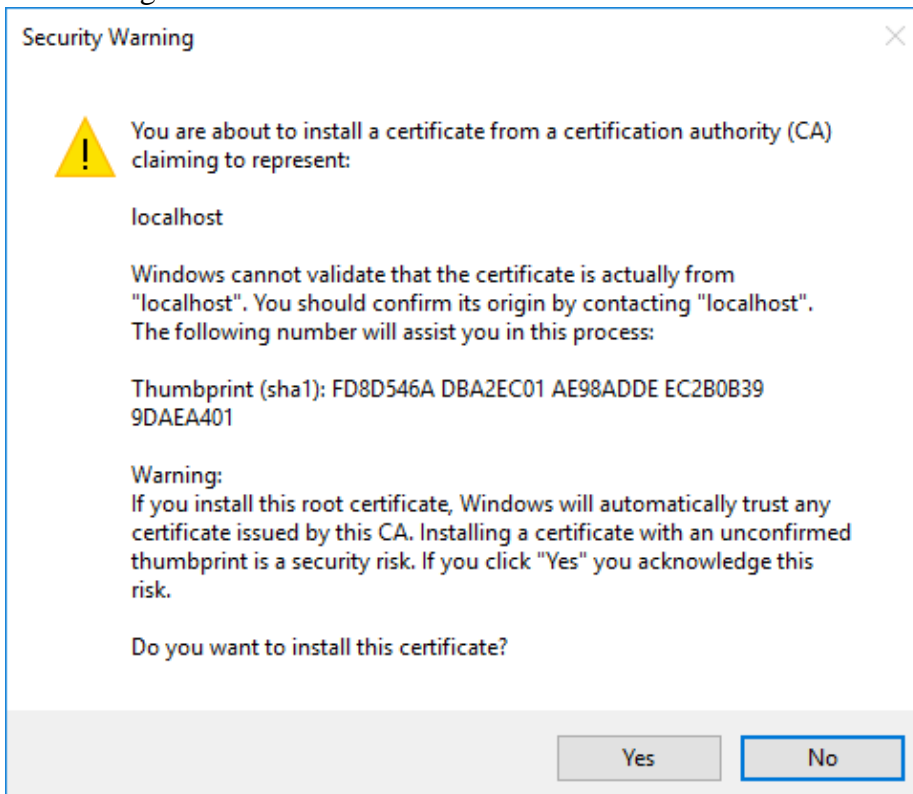 Security Warning
You are about to install a certificate from a certification authority (CA)
claiming to represent:
localhost
Windows cannot validate that the certificate is actually from
"localhost". You should confirm its origin by contacting "localhost".
The following number will assist you in this process:
Thumbprint (sha1): FD8D546A DBA2EC01 AE98ADDE EC2B0B39
9DAEA401
Warning:
If you install this root certificate, Windows will automatically trust any
certificate issued by this CA. Installing a certificate with an unconfirmed
thumbprint is a security risk. If you click "Yes" you acknowledge this
risk.
Do you want to install this certificate?
Yes
No